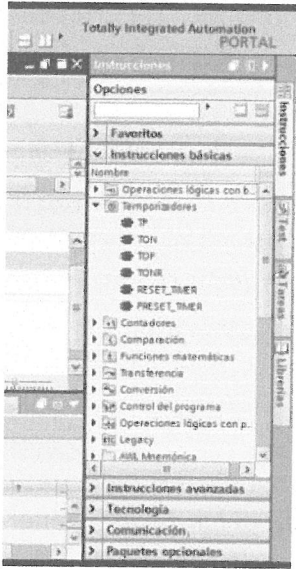 Totally Integrated Automation
PORTAL
Instrucciones
Opciones
Favoritos
Instrucciones básicas
Nombre
Operaciones lógicas con b..
Temporizadores
TP
TON
TOF
TONR
RESET_TIMER
PRESET_TIMER
Contadores
Comparación
Funciones matemáticas
Transferencia
Conversión
Control del programa
Operaciones lógicas con p..
Legacy
AWL Mnemónica
Instrucciones avanzadas
Tecnología
Comunicación
Paquetes opcionales
Instrucciones
Test
Tareas
Librerías